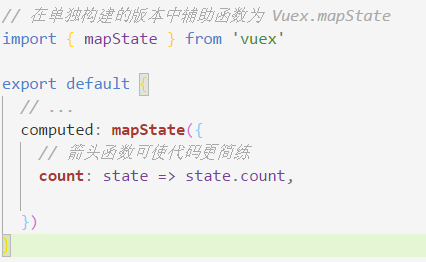 // 在单独构建的版本中辅助函数为 Vuex.mapState
import { mapState } from 'vuex'
export default {
// ...
computed: mapState({
// 箭头函数可使代码更简练
count: state => state.count,
})
}